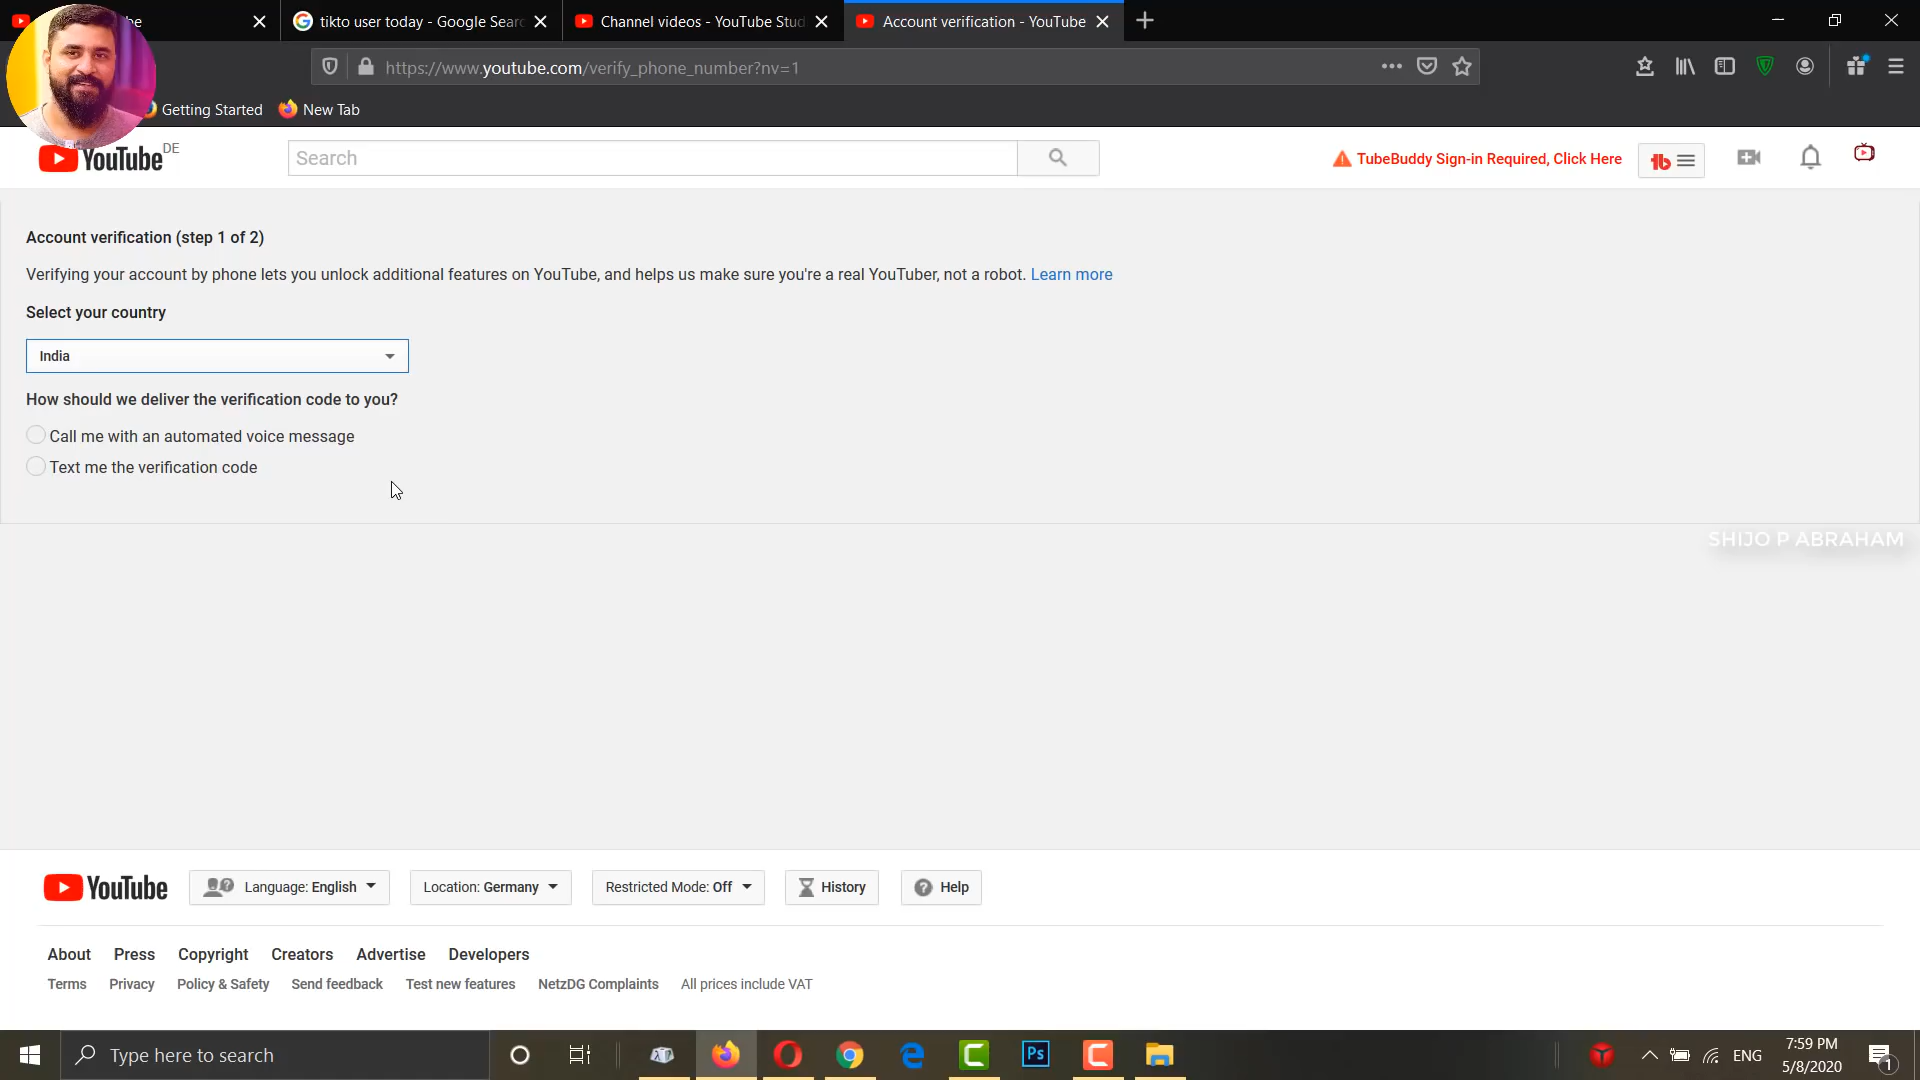 be
tikto user today - Google Sear
Channel videos - YouTube Stud
Account verification - YouTube
https://www.youtube.com/verify_phone_number?nv=1
Getting Started
New Tab
YouTube DE
Search
TubeBuddy Sign-in Required, Click Here
tb
Account verification (step 1 of 2)
Verifying your account by phone lets you unlock additional features on YouTube, and helps us make sure you're a real YouTuber, not a robot. Learn more
Select your country
India
How should we deliver the verification code to you?
Call me with an automated voice message
Text me the verification code
SHIJO P ABRAHAM
YouTube
Language: English
Location: Germany
Restricted Mode: Off
History
Help
About Press Copyright Creators Advertise Developers
Terms Privacy Policy & Safety Send feedback Test new features NetzDG Complaints All prices include VAT
Type here to search
Ps
ENG
7:59 PM
5/8/2020
1